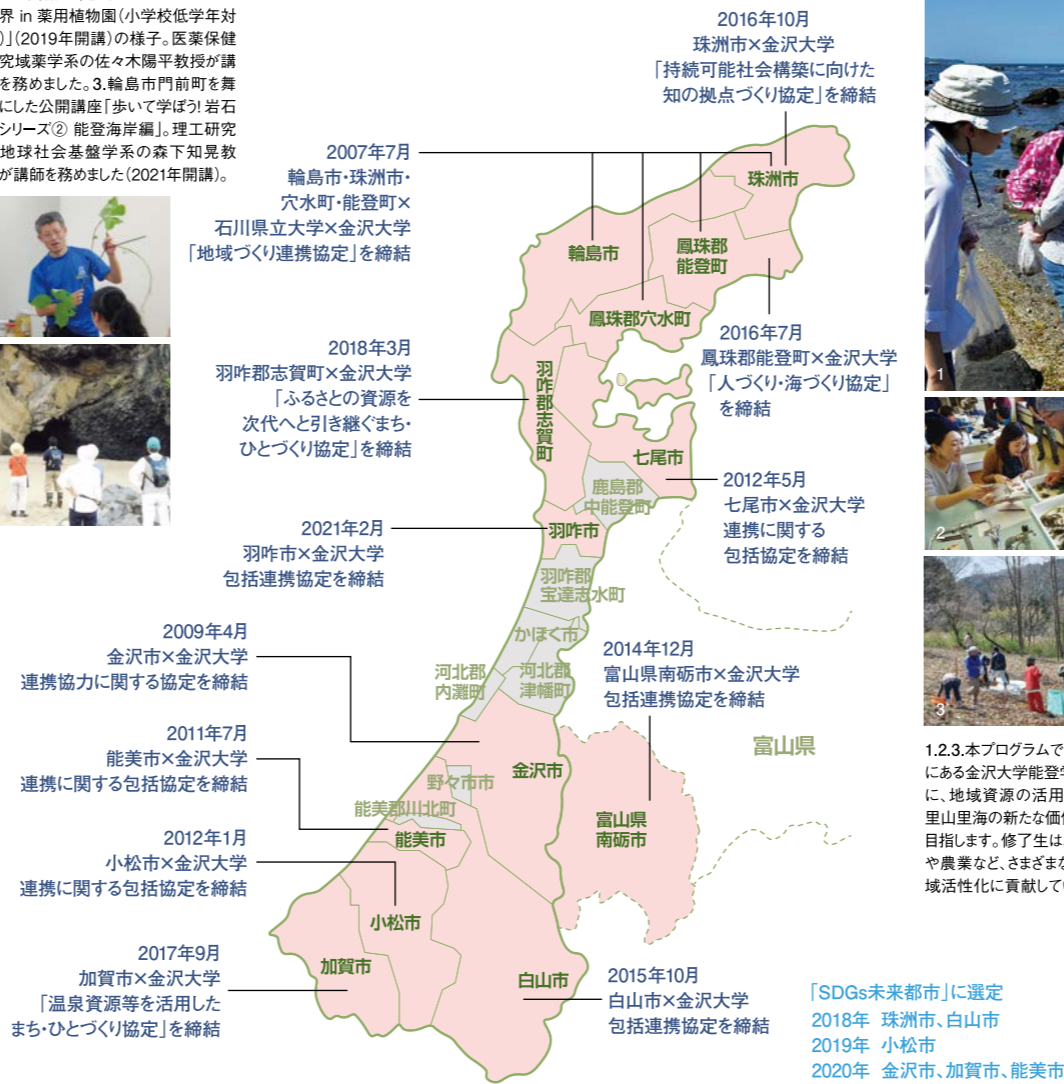 界 in 薬用植物園(小学校低学年対
)」(2019年開講)の様子。医薬保健
究域薬学系の佐々木陽平教授が講
を務めました。3.輪島市門前町を舞
にした公開講座「歩いて学ぼう! 岩石
シリーズ② 能登海岸編」。理工研究
地球社会基盤学系の森下知晃教
が講師を務めました(2021年開講)。
2016年10月
珠洲市×金沢大学
「持続可能社会構築に向けた
知の拠点づくり協定」を締結
2007年7月
輪島市・珠洲市・
穴水町・能登町×
石川県立大学×金沢大学
「地域づくり連携協定」を締結
珠洲市
輪島市
鳳珠郡
能登町
鳳珠郡穴水町
2016年7月
鳳珠郡能登町×金沢大学
「人づくり・海づくり協定」
を締結
2018年3月
羽咋郡志賀町×金沢大学
「ふるさとの資源を
次代へと引き継ぐまち・
ひとづくり協定」を締結
羽咋郡志賀町
七尾市
鹿島郡
中能登町
2012年5月
七尾市×金沢大学
連携に関する
包括協定を締結
2021年2月
羽咋市×金沢大学
包括連携協定を締結
羽咋市
羽咋郡
宝達志水町
かほく市
河北郡
内灘町
河北郡
津幡町
2009年4月
金沢市×金沢大学
連携協力に関する協定を締結
2014年12月
富山県南砺市×金沢大学
包括連携協定を締結
富山県
2011年7月
能美市×金沢大学
連携に関する包括協定を締結
金沢市
野々市市
能美郡川北町
能美市
富山県
南砺市
2012年1月
小松市×金沢大学
連携に関する包括協定を締結
小松市
加賀市
白山市
2017年9月
加賀市×金沢大学
「温泉資源等を活用した
まち・ひとづくり協定」を締結
2015年10月
白山市×金沢大学
包括連携協定を締結
1
2
3
1.2.3.本プログラムで
にある金沢大学能登学
に、地域資源の活用
里山里海の新たな価値
目指します。修了生は
や農業など、さまざまな
域活性化に貢献してい
「SDGs未来都市」に選定
2018年 珠洲市、白山市
2019年 小松市
2020年 金沢市、加賀市、能美市